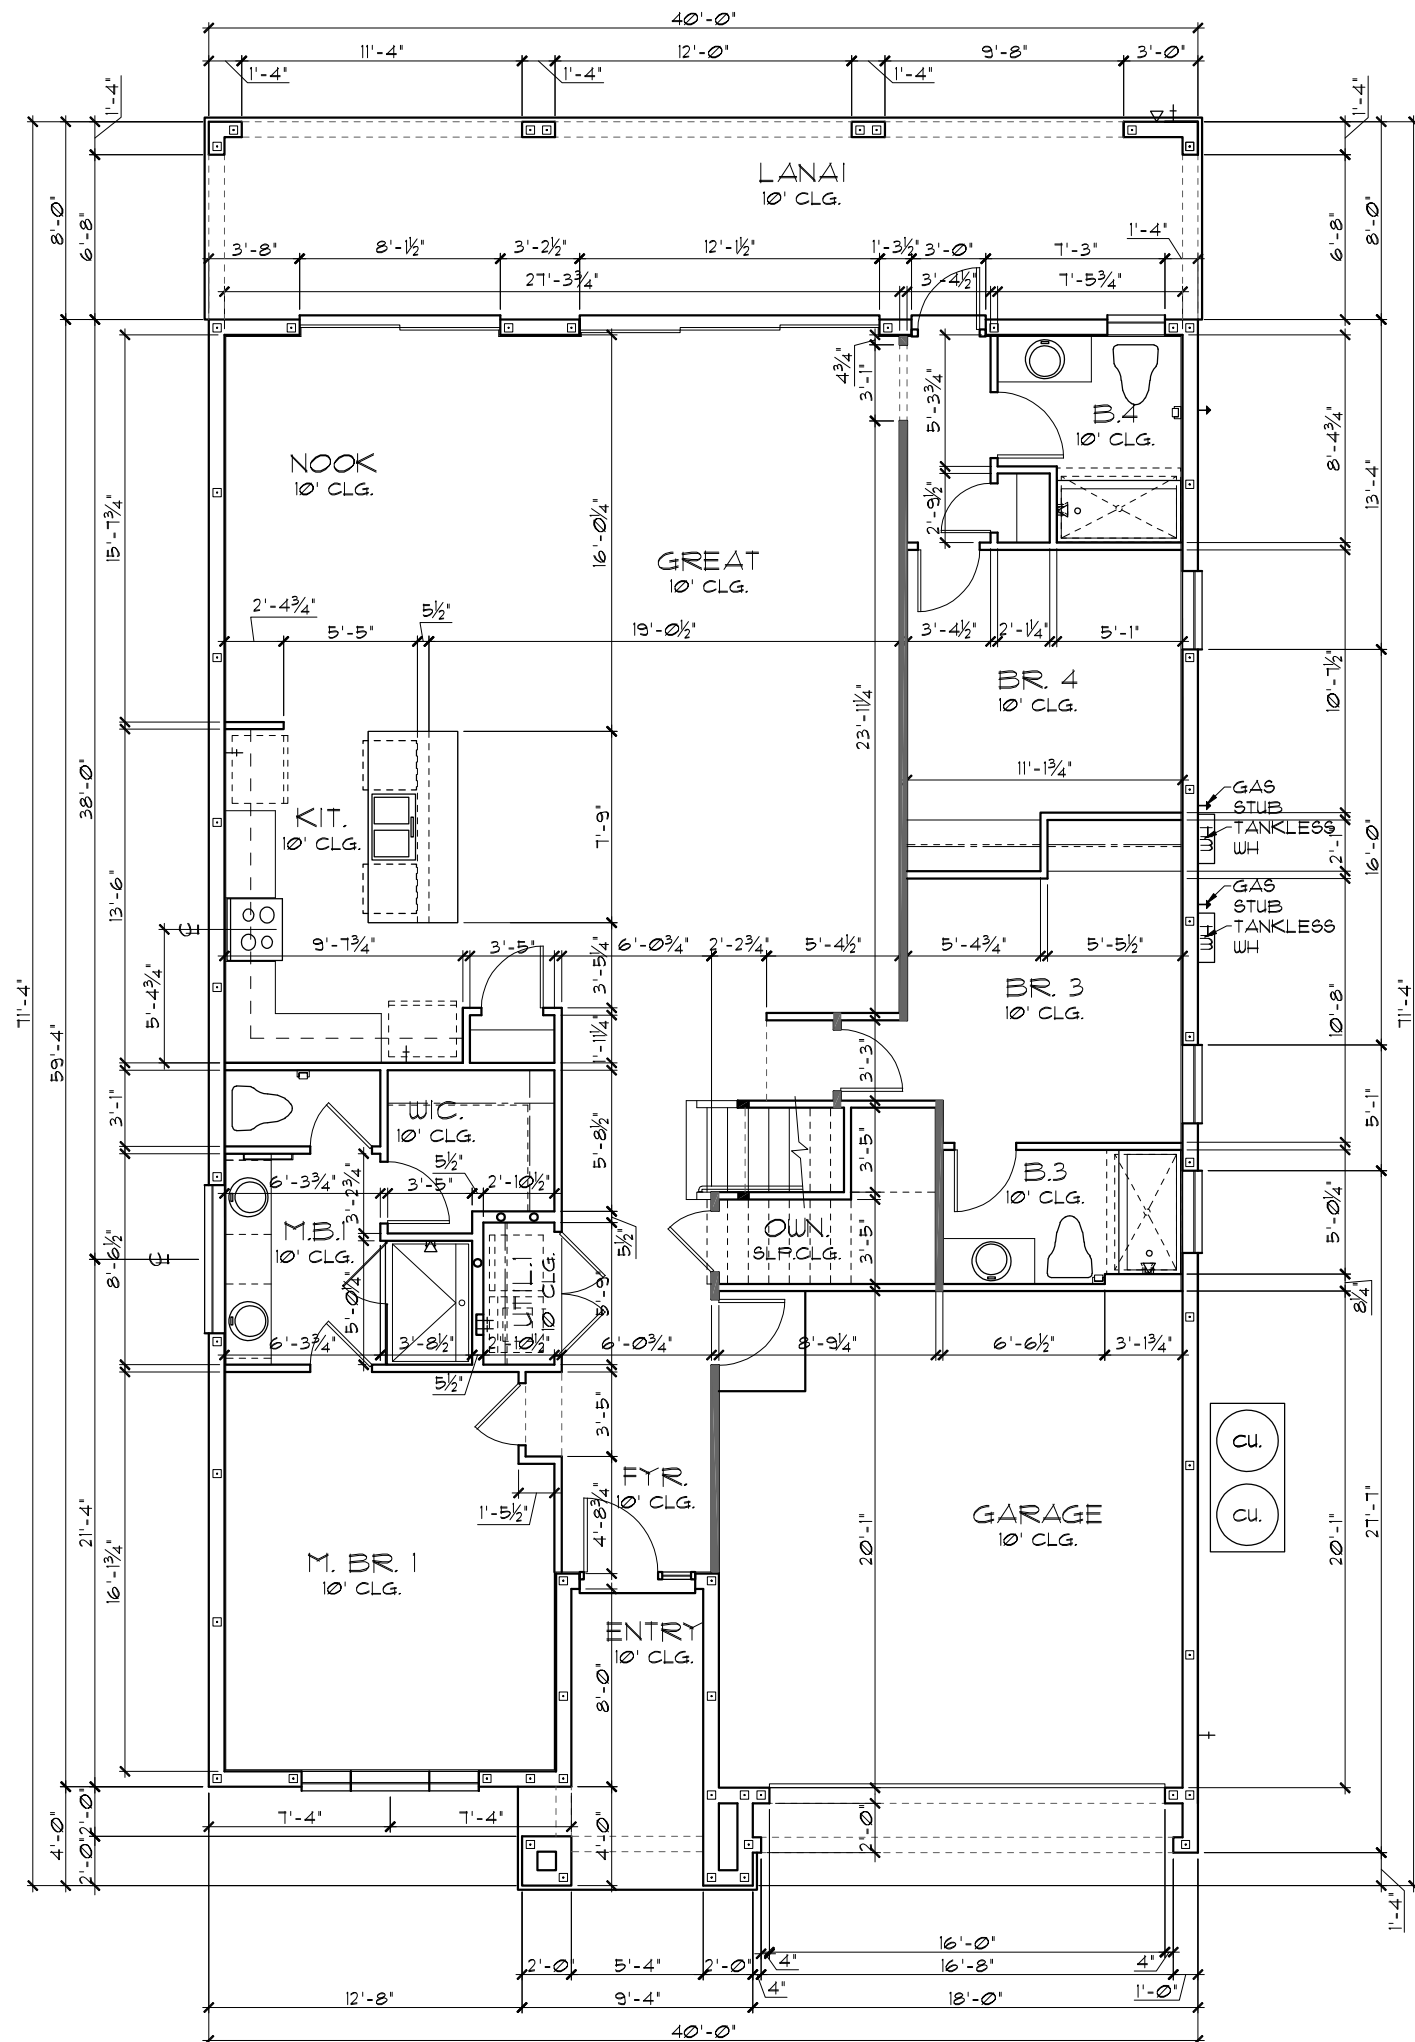 40'-0"
11'-4" 12'-0" 9'-8" 3'-0"
1'-4" 1'-4" 1'-4"
1'-4" 1'-4"
LANAI
10' CLG.
8'-0" 6'-8" 6'-8" 8'-0"
3'-8" 8'-1½" 3'-2½" 12'-1½" 1'-3½" 3'-0" 7'-3" 1'-4"
27'-3¾" 3'-4½" 7'-5¾"
4¾"
3'-1"
5'-3¾"
B.4
10' CLG.
8'-4¾"
13'-4"
NOOK
10' CLG.
15'-7¾"
16'-0¼"
2'-9½"
GREAT
10' CLG.
2'-4¾" 5½"
5'-5" 19'-0½" 3'-4½" 2'-1¼" 5'-1"
BR. 4
10' CLG.
23'-11¼"
10'-7½"
11'-1¾"
38'-0"
KIT.
10' CLG.
7'-9"
GAS
STUB
TANKLESS
WH
2'-1"
16'-0"
13'-6"
GAS
STUB
TANKLESS
WH
9'-7¾" 3'-5" 6'-0¾" 2'-2¾" 5'-4½" 5'-4¾" 5'-5½"
3'-5¼"
BR. 3
10' CLG.
10'-8"
71'-4" 59'-4" 5'-4¾" 71'-4"
1'-11¼"
3'-3"
3'-1"
W.I.C.
10' CLG.
5'-8½"
5'-1"
3'-5"
5½"
6'-3¾" 3'-5" 2'-10½"
3'-2¾"
B.3
10' CLG.
5'-0¼"
M.B.1
10' CLG.
8'-6½"
5½"
OWN.
SLP.CLG.
3'-5"
UTIL.1
10' CLG.
5'-9"
5'-0¼"
8¼"
6'-3¾" 3'-8½" 2'-10½" 6'-0¾" 8'-9¼" 6'-6½" 3'-1¾"
5½"
3'-5"
CU.
CU.
FYR.
10' CLG.
1'-5½"
4'-8¾"
GARAGE
10' CLG.
21'-4" 16'-1¾" 20'-1" 20'-1" 27'-7"
M. BR. 1
10' CLG.
ENTRY
10' CLG.
8'-0"
7'-4" 7'-4"
4'-0" 2'-0" 2'-0" 4'-0" 2'-0"
1'-4"
16'-0"
2'-0" 5'-4" 2'-0" 4" 16'-8" 4"
4" 1'-0"
12'-8" 9'-4" 18'-0"
40'-0"